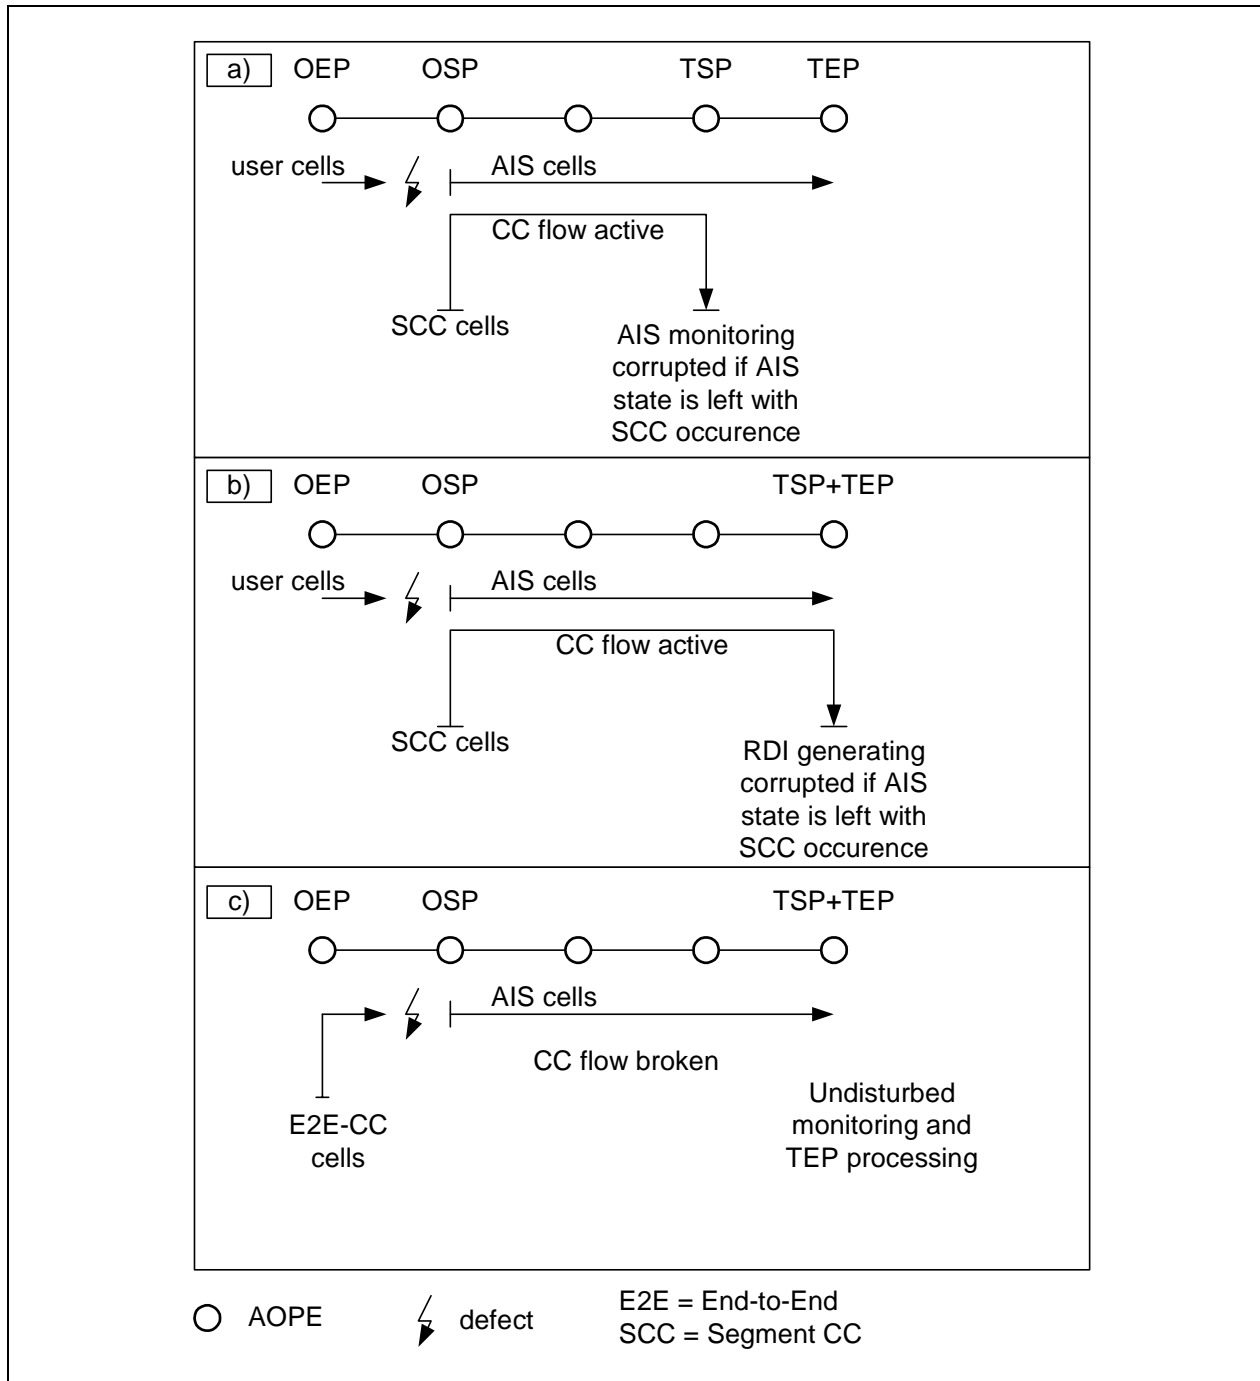 a) OEP OSP TSP TEP
user cells AIS cells
CC flow active
SCC cells
AIS monitoring
corrupted if AIS
state is left with
SCC occurence
b) OEP OSP TSP+TEP
user cells AIS cells
CC flow active
SCC cells
RDI generating
corrupted if AIS
state is left with
SCC occurence
c) OEP OSP TSP+TEP
AIS cells
CC flow broken
E2E-CC
cells
Undisturbed
monitoring and
TEP processing
AOPE
defect
E2E = End-to-End
SCC = Segment CC